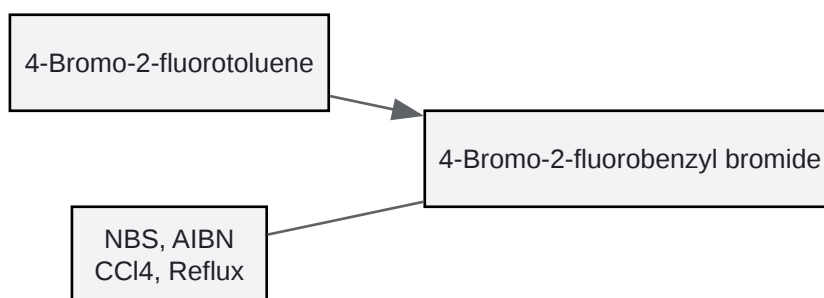 4-Bromo-2-fluorotoluene
4-Bromo-2-fluorobenzyl bromide
NBS, AIBN
CCl4, Reflux